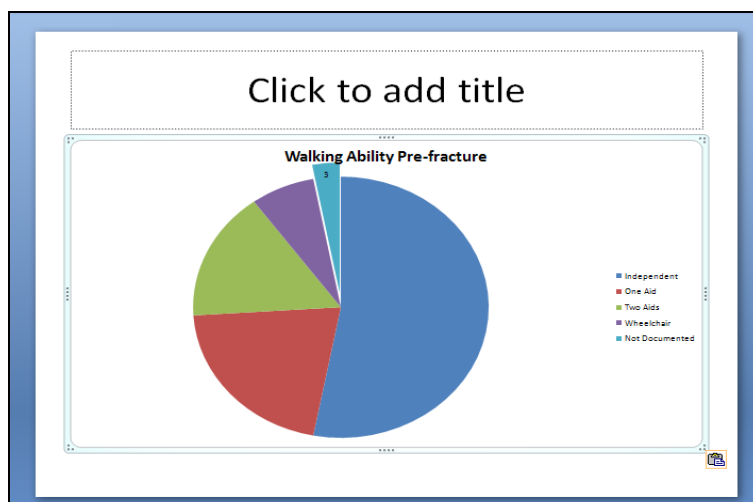 Click to add title
Walking Ability Pre-fracture
3
Independent
One Aid
Two Aids
Wheelchair
Not Documented